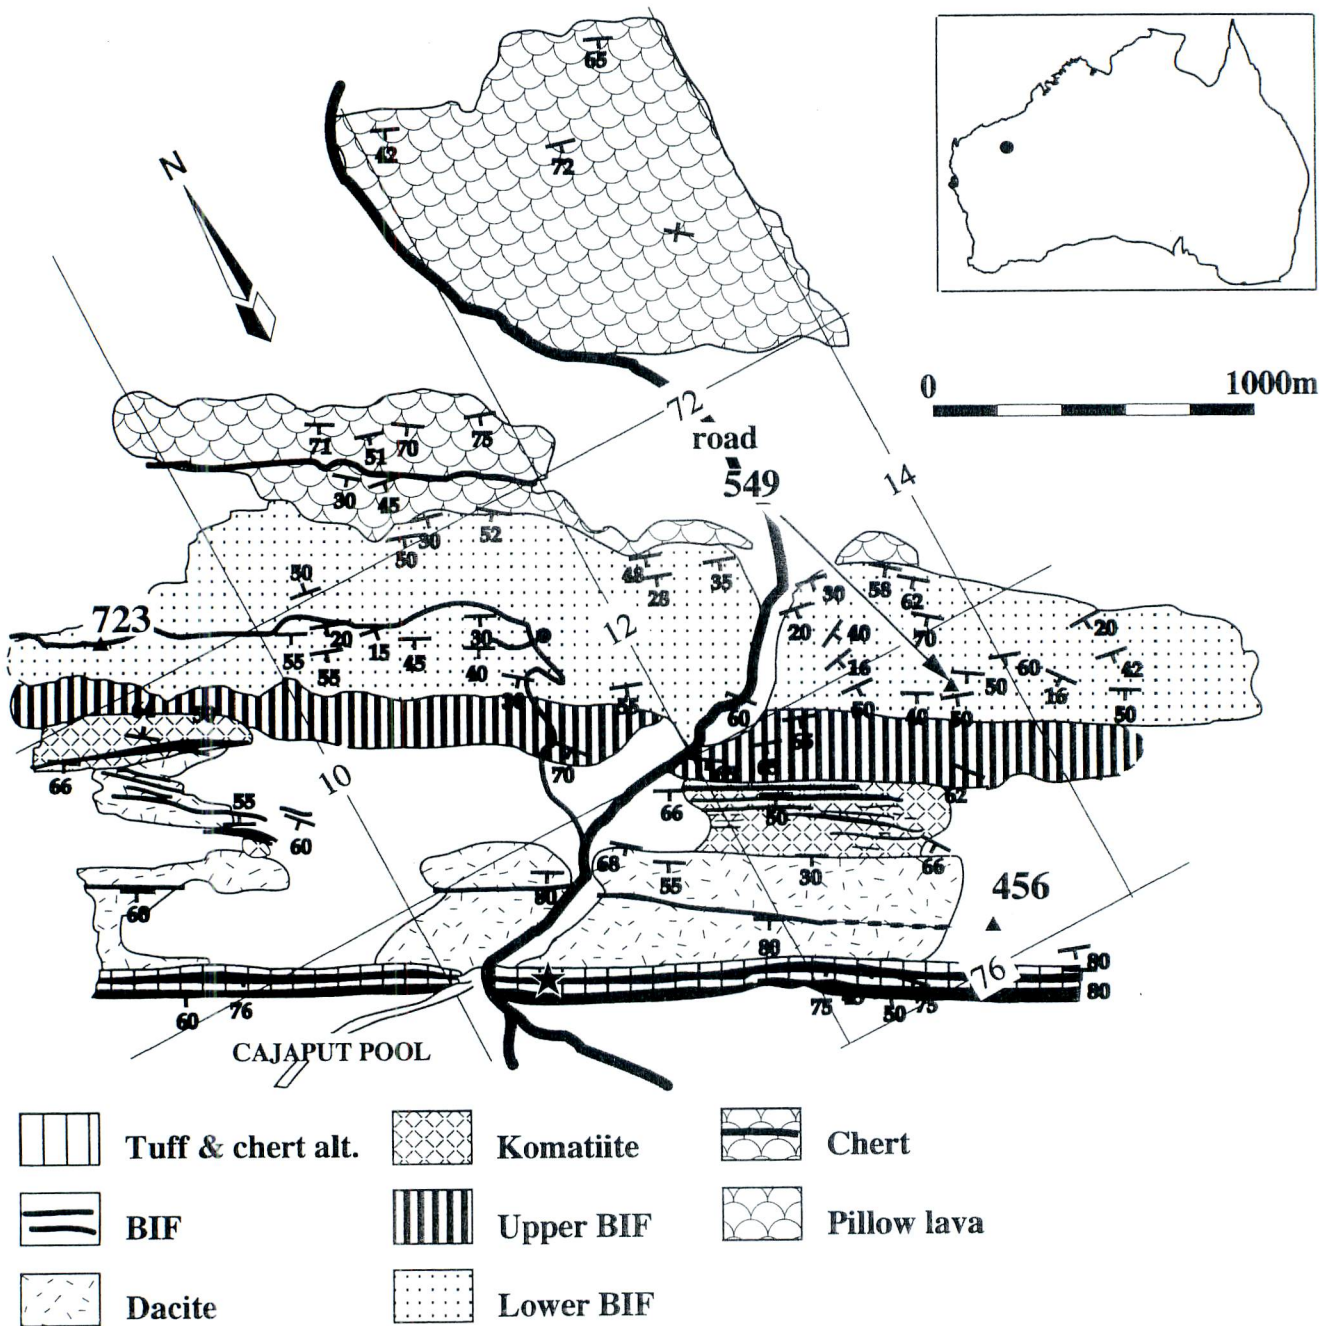 65
N
42
72
0 1000m
72
road
71 51 70 75
549
14
30 45
30 52
50
48 35
28
50
30 58 62
723
12
20 40 70 20
20 15 30
55 45 60 42
55 40 16 50 16
55 60 50 40 50 50
70
66
10
62
55
66 50
60
68
55 30 66
456
60 80
80
76
80
80
60 76 75 50 75
CAJAPUT POOL
Tuff & chert alt. Komatiite Chert
BIF Upper BIF Pillow lava
Dacite Lower BIF